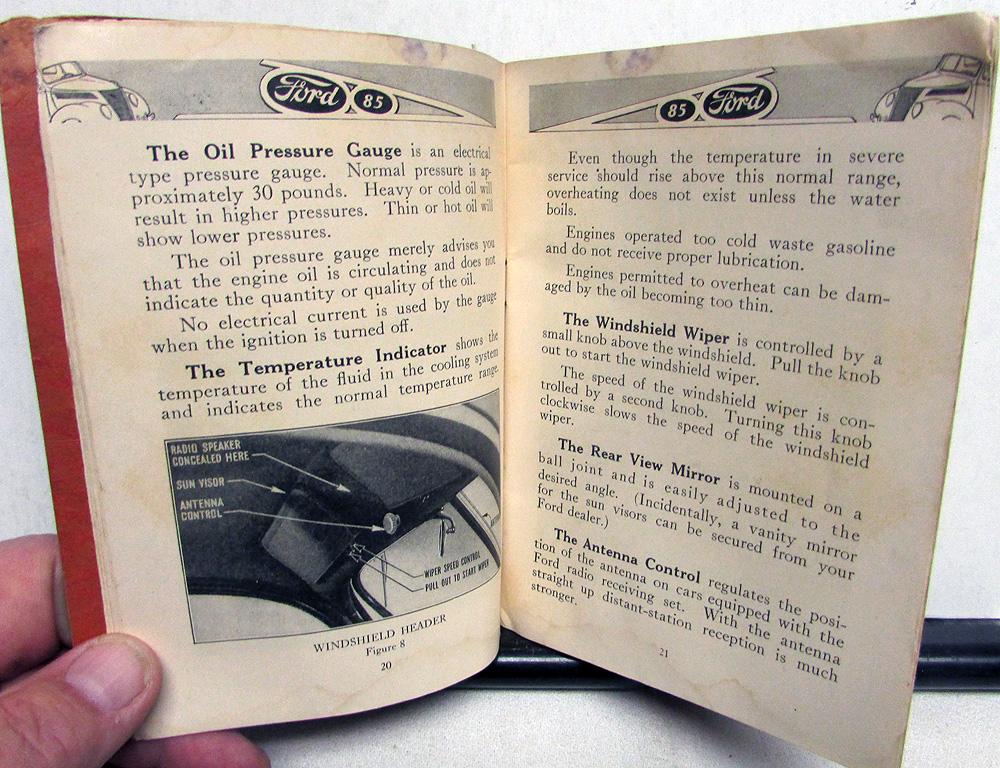 Ford 85
The Oil Pressure Gauge is an electrical
type pressure gauge. Normal pressure is ap-
proximately 30 pounds. Heavy or cold oil will
result in higher pressures. Thin or hot oil will
show lower pressures.
The oil pressure gauge merely advises you
that the engine oil is circulating and does not
indicate the quantity or quality of the oil.
No electrical current is used by the gauge
when the ignition is turned off.
The Temperature Indicator shows the
temperature of the fluid in the cooling system
and indicates the normal temperature range.
RADIO SPEAKER
CONCEALED HERE
SUN VISOR
ANTENNA
CONTROL
WIPER SPEED CONTROL
PULL OUT TO START WIPER
WINDSHIELD HEADER
Figure 8
20
85 Ford
Even though the temperature in severe
service should rise above this normal range,
overheating does not exist unless the water
boils.
Engines operated too cold waste gasoline
and do not receive proper lubrication.
Engines permitted to overheat can be dam-
aged by the oil becoming too thin.
The Windshield Wiper is controlled by a
small knob above the windshield. Pull the knob
out to start the windshield wiper.
The speed of the windshield wiper is con-
trolled by a second knob. Turning this knob
clockwise slows the speed of the windshield
wiper.
The Rear View Mirror is mounted on a
ball joint and is easily adjusted to the
desired angle. (Incidentally, a vanity mirror
for the sun visors can be secured from your
Ford dealer.)
The Antenna Control regulates the posi-
tion of the antenna on cars equipped with the
Ford radio receiving set. With the antenna
straight up distant-station reception is much
stronger.
21